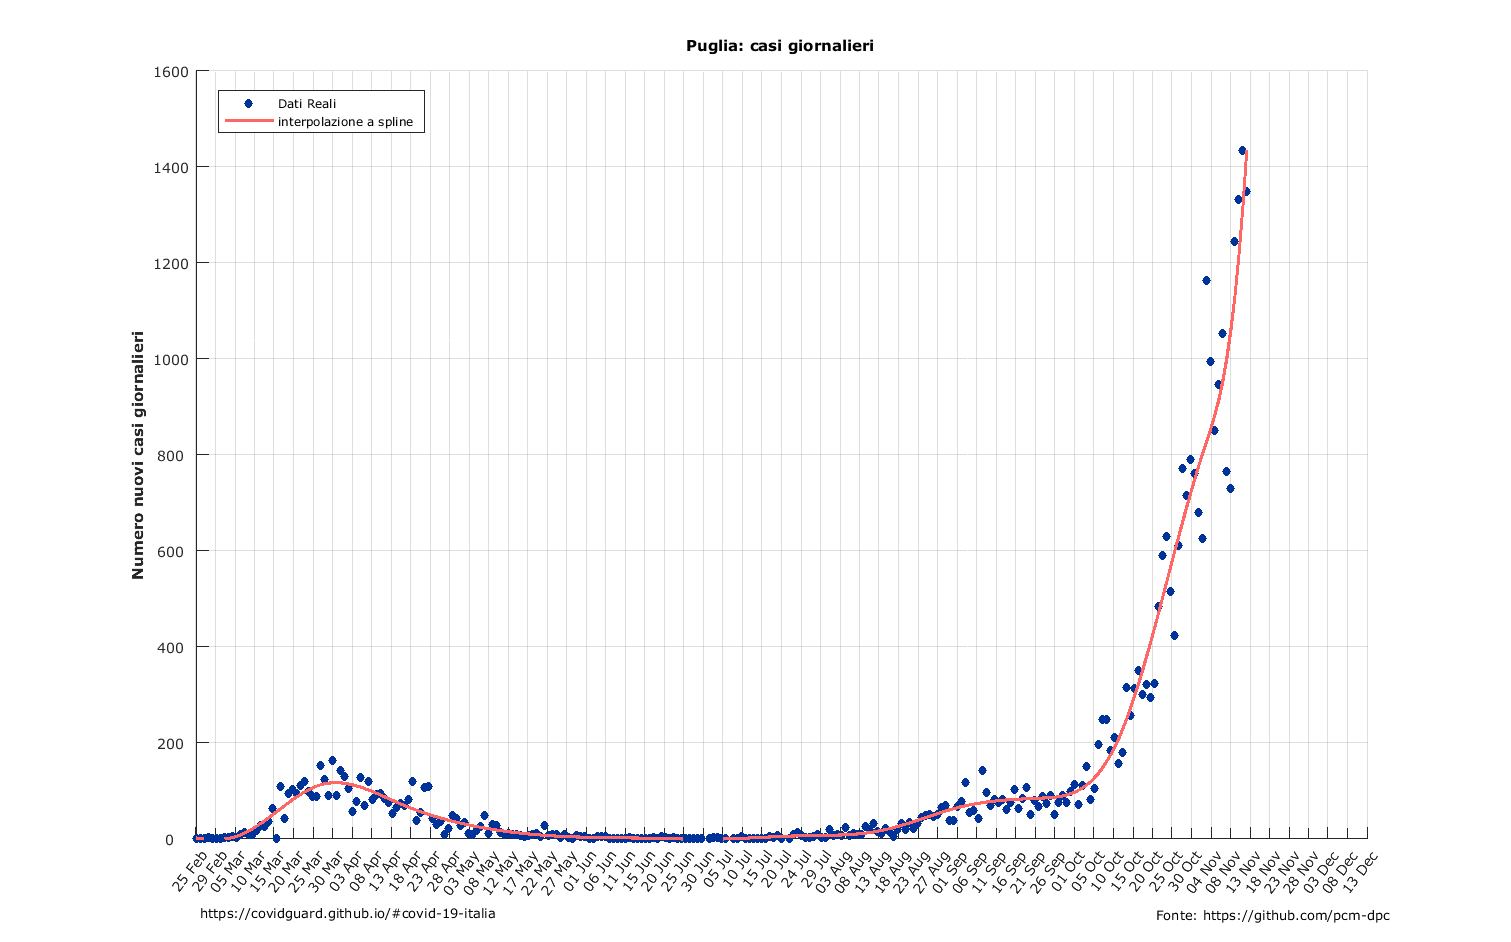 Puglia: casi giornalieri
1600
1400
1200
1000
800
600
400
200
0
Dati Reali
interpolazione a spline
Numero nuovi casi giornalieri
25 Feb
29 Feb
05 Mar
10 Mar
15 Mar
20 Mar
25 Mar
30 Mar
03 Apr
08 Apr
13 Apr
18 Apr
23 Apr
28 Apr
03 May
08 May
12 May
17 May
22 May
27 May
01 Jun
06 Jun
11 Jun
15 Jun
20 Jun
25 Jun
30 Jun
05 Jul
10 Jul
15 Jul
20 Jul
24 Jul
29 Jul
03 Aug
08 Aug
13 Aug
18 Aug
23 Aug
27 Aug
01 Sep
06 Sep
11 Sep
16 Sep
21 Sep
26 Sep
01 Oct
05 Oct
10 Oct
15 Oct
20 Oct
25 Oct
30 Oct
04 Nov
08 Nov
13 Nov
18 Nov
23 Nov
28 Nov
03 Dec
08 Dec
13 Dec
https://covidguard.github.io/#covid-19-italia
Fonte: https://github.com/pcm-dpc